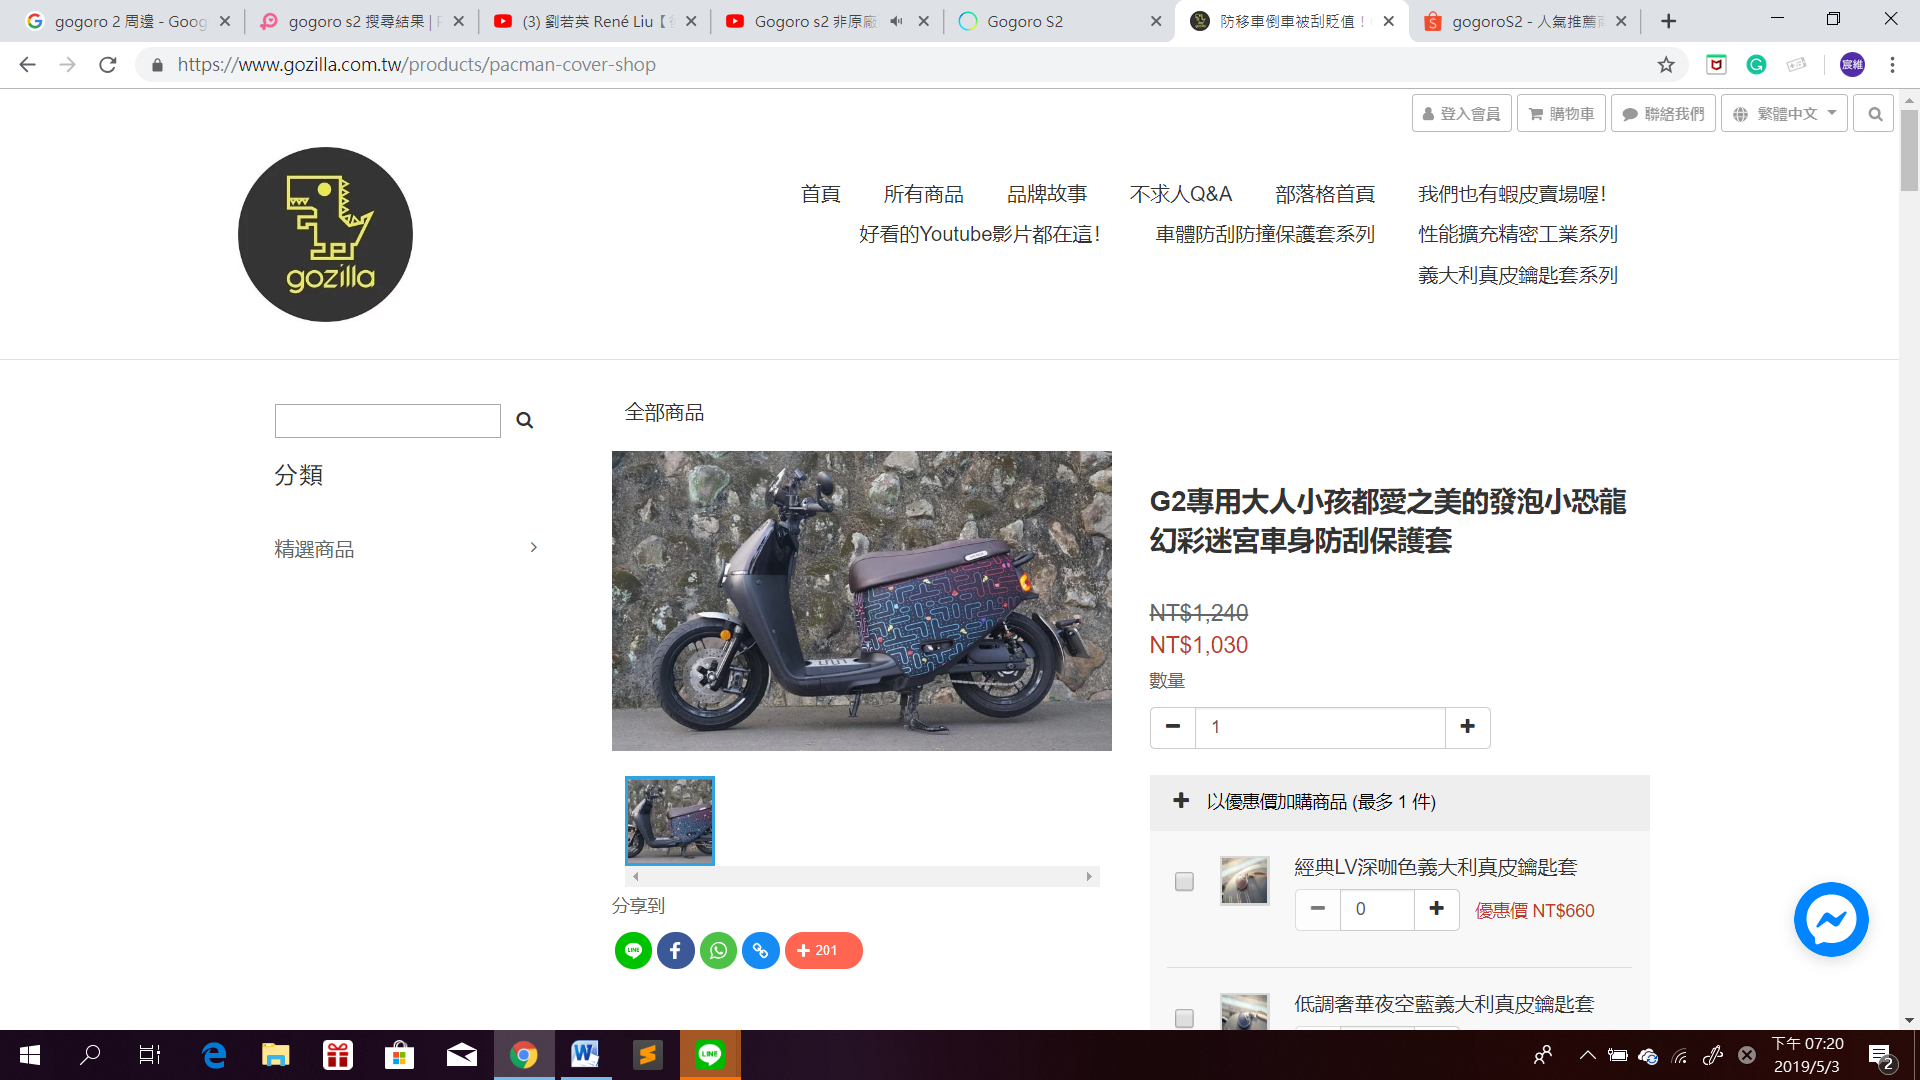 gogoro 2 周邊 - Goog
gogoro s2 搜尋結果 |
(3) 劉若英 René Liu
Gogoro s2 非原廠
Gogoro S2
防移車倒車被刮貶值！
gogoroS2 - 人氣推薦
https://www.gozilla.com.tw/products/pacman-cover-shop
宸維
登入會員
購物車
聯絡我們
繁體中文
gozilla
首頁
所有商品
品牌故事
不求人Q&A
部落格首頁
我們也有蝦皮賣場喔！
好看的Youtube影片都在這！
車體防刮防撞保護套系列
性能擴充精密工業系列
義大利真皮鑰匙套系列
分類
精選商品
全部商品
G2專用大人小孩都愛之美的發泡小恐龍
幻彩迷宮車身防刮保護套
NT$1,240
NT$1,030
數量
1
以優惠價加購商品 (最多 1 件)
經典LV深咖色義大利真皮鑰匙套
0
優惠價 NT$660
低調奢華夜空藍義大利真皮鑰匙套
分享到
LINE
201
LINE
下午 07:20
2019/5/3
2